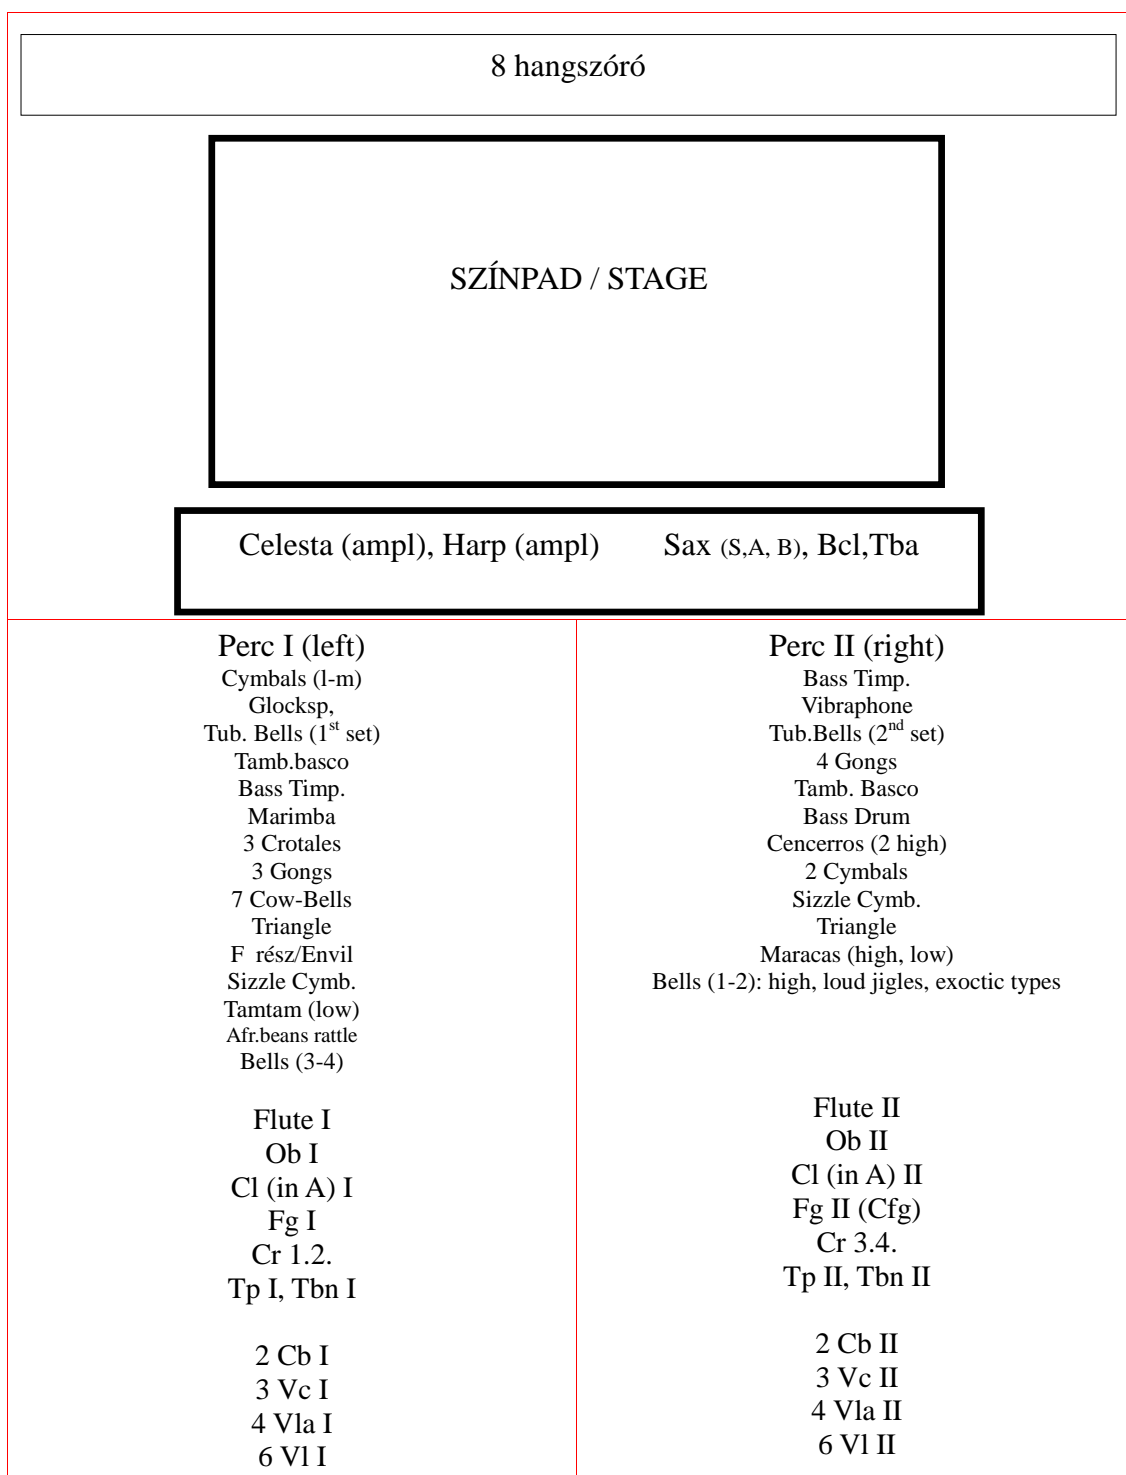 8 hangszóró
SZÍNPAD / STAGE
Celesta (ampl), Harp (ampl) Sax (S,A, B), Bcl,Tba
Perc I (left)
Cymbals (l-m)
Glocksp,
Tub. Bells (1st set)
Tamb.basco
Bass Timp.
Marimba
3 Crotales
3 Gongs
7 Cow-Bells
Triangle
F rész/Envil
Sizzle Cymb.
Tamtam (low)
Afr.beans rattle
Bells (3-4)
Flute I
Ob I
Cl (in A) I
Fg I
Cr 1.2.
Tp I, Tbn I
2 Cb I
3 Vc I
4 Vla I
6 Vl I
Perc II (right)
Bass Timp.
Vibraphone
Tub.Bells (2nd set)
4 Gongs
Tamb. Basco
Bass Drum
Cencerros (2 high)
2 Cymbals
Sizzle Cymb.
Triangle
Maracas (high, low)
Bells (1-2): high, loud jigles, exoctic types
Flute II
Ob II
Cl (in A) II
Fg II (Cfg)
Cr 3.4.
Tp II, Tbn II
2 Cb II
3 Vc II
4 Vla II
6 Vl II